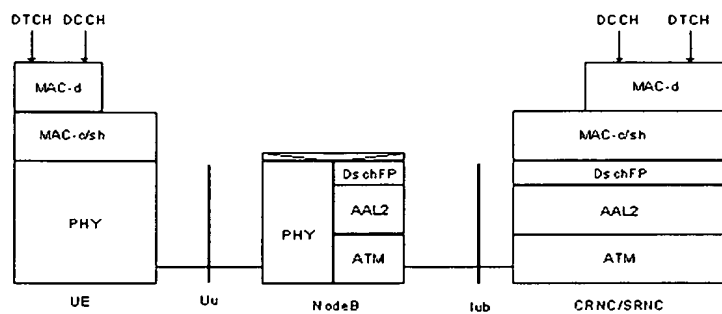 DTCH DCCH DCCH DTCH
MAC-d MAC-d
MAC-c/sh MAC-c/sh
DschFP DschFP
PHY PHY AAL2 AAL2
ATM ATM
UE Uu NodeB Iub CRNC/SRNC